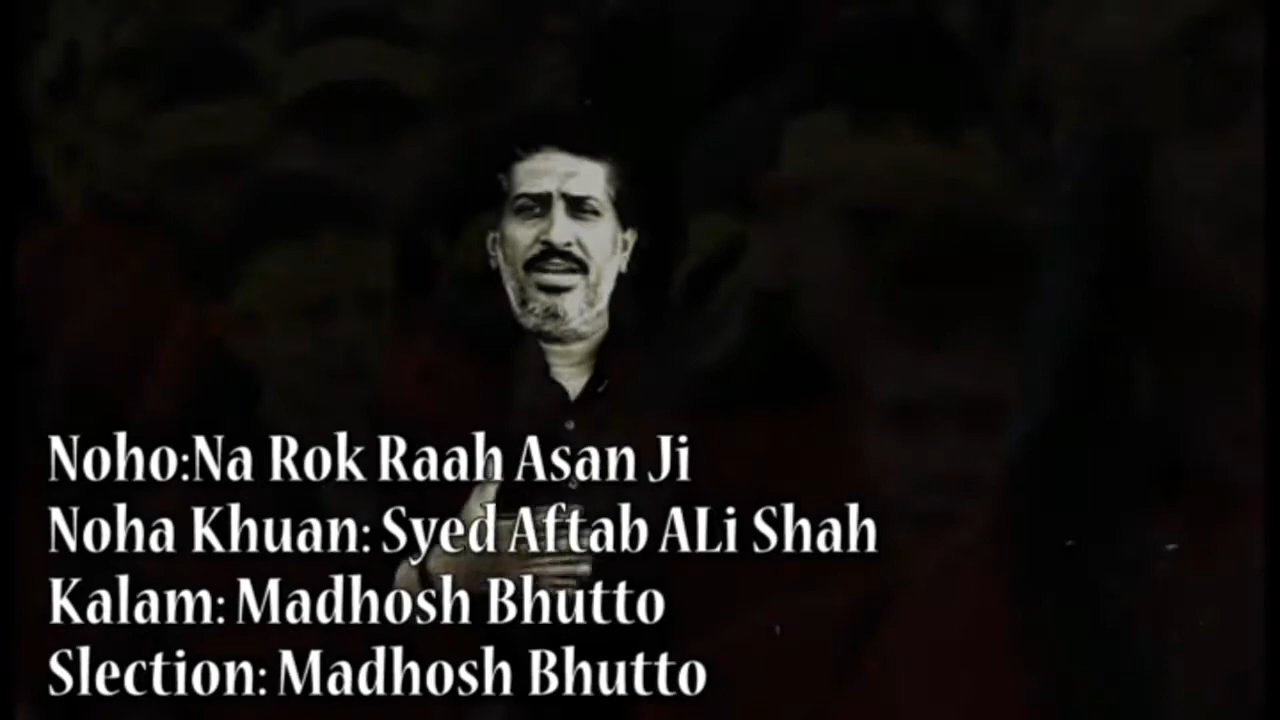 Noho:Na Rok Raah Asan Ji
Noha Khuan: Syed Aftab ALi Shah
Kalam: Madhosh Bhutto
Slection: Madhosh Bhutto